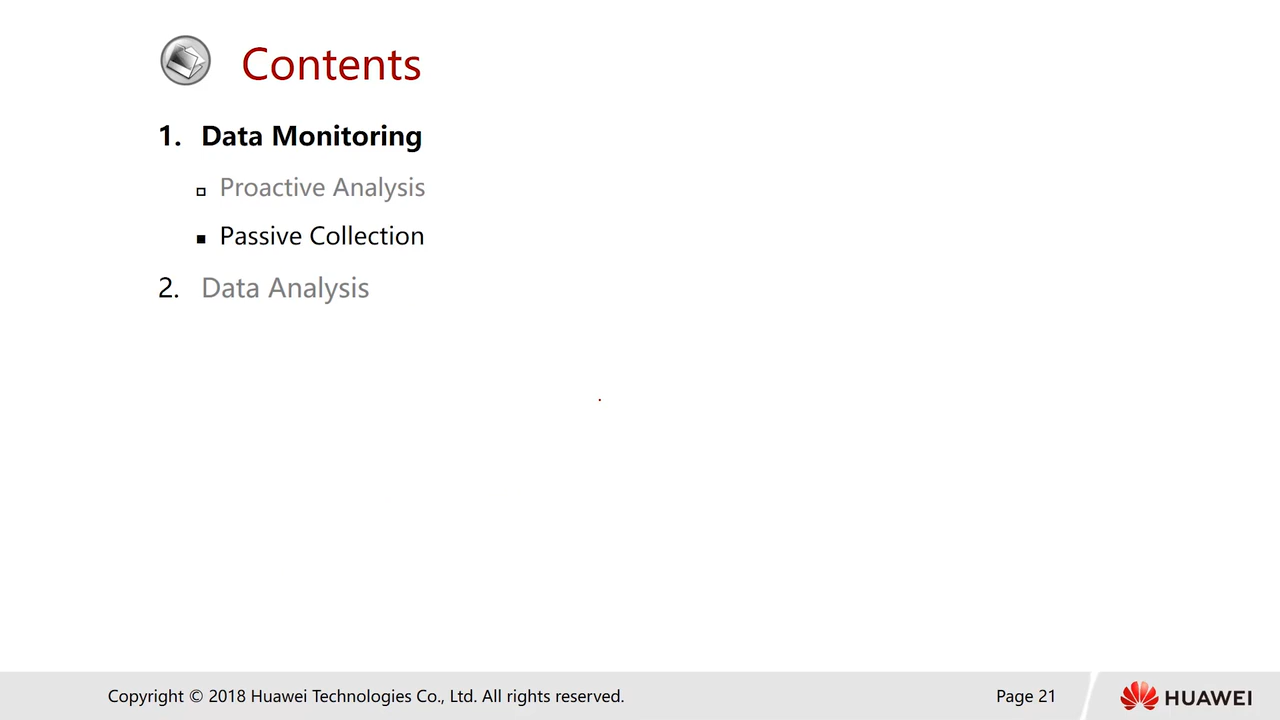 Contents
1. Data Monitoring
Proactive Analysis
Passive Collection
2. Data Analysis
Copyright © 2018 Huawei Technologies Co., Ltd. All rights reserved.
Page 21
HUAWEI